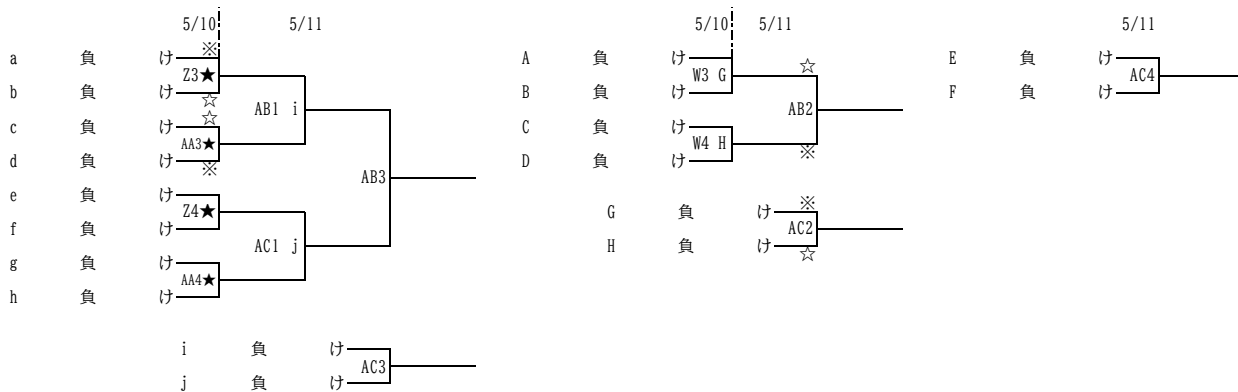 5/10 5/11
a 負 け ※
Z3★
b 負 け ☆
AB1 i
c 負 け ☆
AA3★
d 負 け ※
AB3
e 負 け
Z4★
f 負 け
AC1 j
g 負 け
AA4★
h 負 け
i 負 け
AC3
j 負 け
5/10 5/11
A 負 け
W3 G ☆
B 負 け
AB2
C 負 け
W4 H ※
D 負 け
G 負 け ※
AC2
H 負 け ☆
5/11
E 負 け
AC4
F 負 け